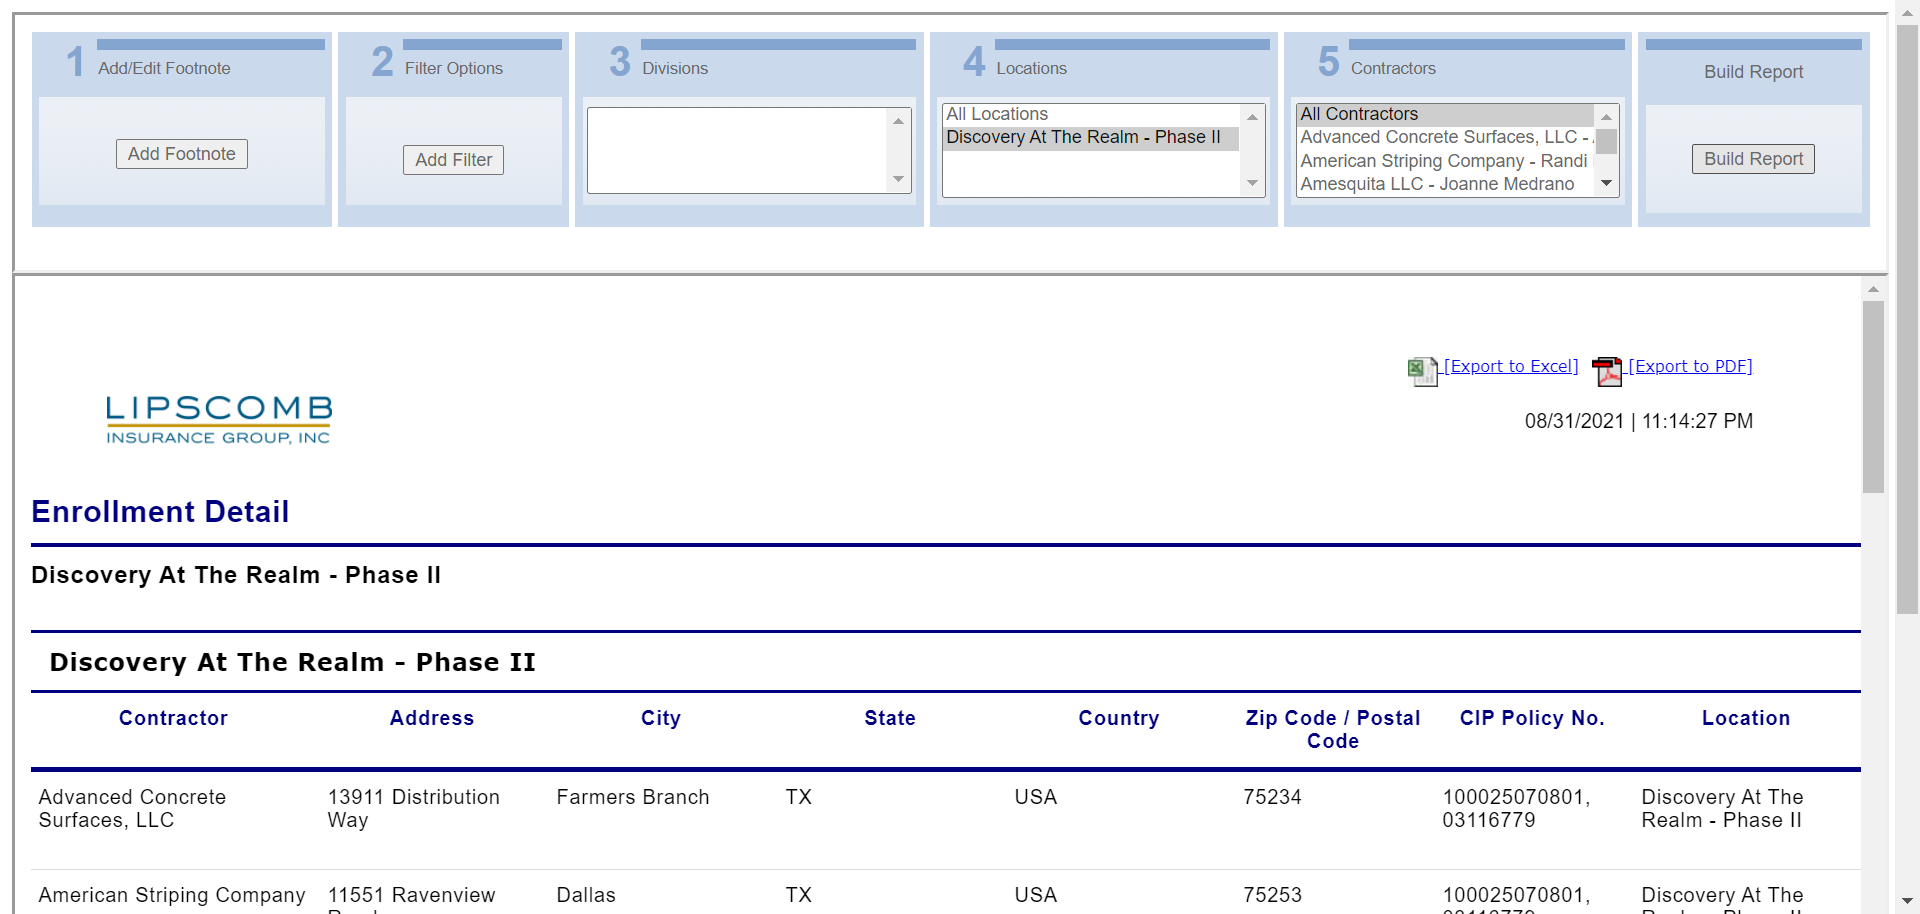 1 Add/Edit Footnote
Add Footnote
2 Filter Options
Add Filter
3 Divisions
4 Locations
All Locations
Discovery At The Realm - Phase II
5 Contractors
All Contractors
Advanced Concrete Surfaces, LLC -
American Striping Company - Randi
Amesquita LLC - Joanne Medrano
Build Report
Build Report
[Export to Excel] [Export to PDF]
LIPSCOMB
INSURANCE GROUP, INC
08/31/2021 | 11:14:27 PM
Enrollment Detail
Discovery At The Realm - Phase II
Discovery At The Realm - Phase II
Contractor Address City State Country Zip Code / Postal CIP Policy No. Location
Code
Advanced Concrete 13911 Distribution Farmers Branch TX USA 75234 100025070801, Discovery At The
Surfaces, LLC Way 03116779 Realm - Phase II
American Striping Company 11551 Ravenview Dallas TX USA 75253 100025070801, Discovery At The